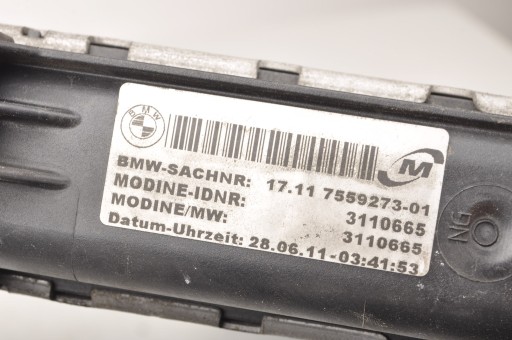 BMW
BMW-SACHNR: 17.11 7559273-01
MODINE-IDNR: 3110665
MODINE/MW: 3110665
Datum-Uhrzeit: 28.06.11-03:41:53
NG